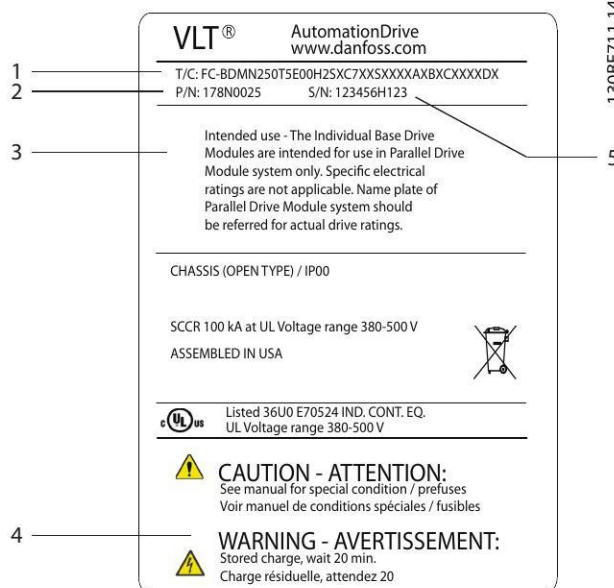 VLT® AutomationDrive
www.danfoss.com
1
T/C: FC-BDMN250T5E00H2SXC7XXSXXXXAXBXCXXXXDX
2
P/N: 178N0025 S/N: 123456H123
3
Intended use - The Individual Base Drive
Modules are intended for use in Parallel Drive
Module system only. Specific electrical
ratings are not applicable. Name plate of
Parallel Drive Module system should
be referred for actual drive ratings.
CHASSIS (OPEN TYPE) / IP00
SCCR 100 kA at UL Voltage range 380-500 V
ASSEMBLED IN USA
c UL us
Listed 36U0 E70524 IND. CONT. EQ.
UL Voltage range 380-500 V
CAUTION - ATTENTION:
See manual for special condition / prefuses
Voir manuel de conditions spéciales / fusibles
4
WARNING - AVERTISSEMENT:
Stored charge, wait 20 min.
Charge résiduelle, attendez 20